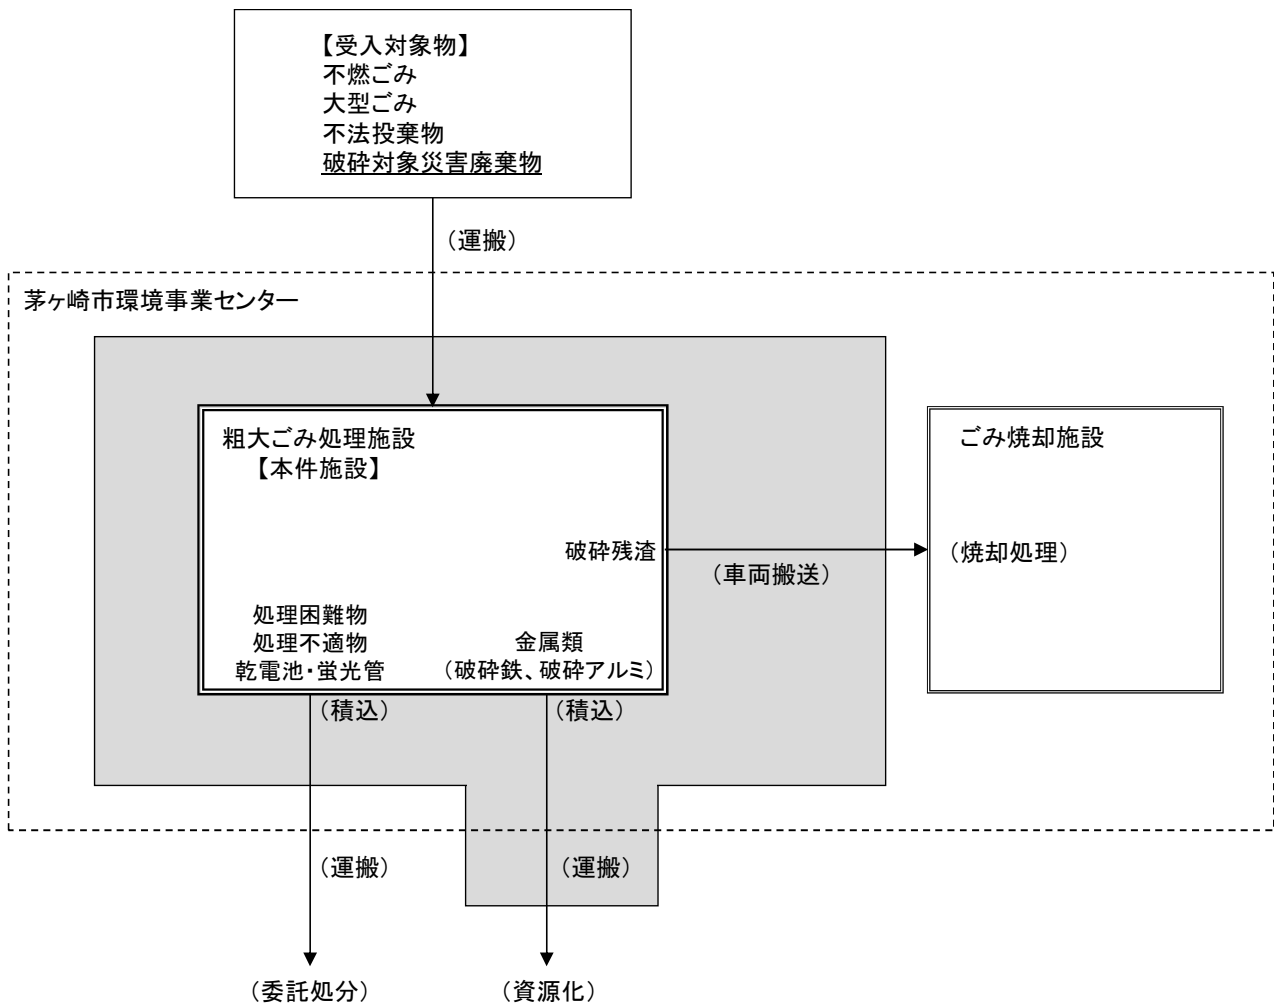 【受入対象物】
不燃ごみ
大型ごみ
不法投棄物
破砕対象災害廃棄物
（運搬）
茅ヶ崎市環境事業センター
粗大ごみ処理施設
【本件施設】
ごみ焼却施設
破砕残渣
（車両搬送）
（焼却処理）
処理困難物
処理不適物
乾電池・蛍光管
金属類
（破砕鉄、破砕アルミ）
（積込）
（積込）
（運搬）
（運搬）
（委託処分）
（資源化）